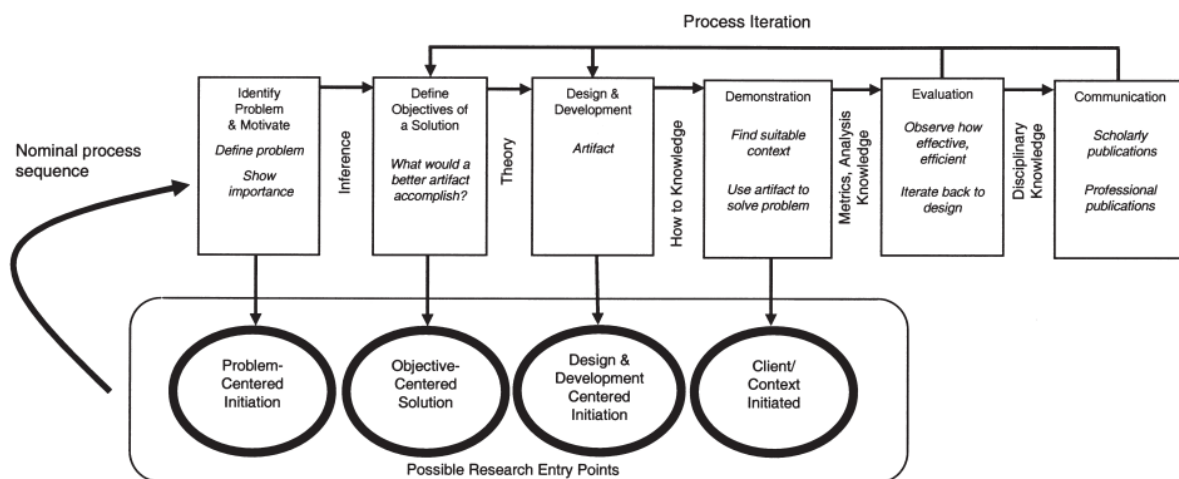 Process Iteration
Nominal process
sequence
Identify
Problem
& Motivate
Define problem
Show
importance
Inference
Define
Objectives of
a Solution
What would a
better artifact
accomplish?
Theory
Design &
Development
Artifact
How to Knowledge
Demonstration
Find suitable
context
Use artifact to
solve problem
Metrics, Analysis
Knowledge
Evaluation
Observe how
effective,
efficient
Iterate back to
design
Disciplinary
Knowledge
Communication
Scholarly
publications
Professional
publications
Problem-
Centered
Initiation
Objective-
Centered
Solution
Design &
Development
Centered
Initiation
Client/
Context
Initiated
Possible Research Entry Points